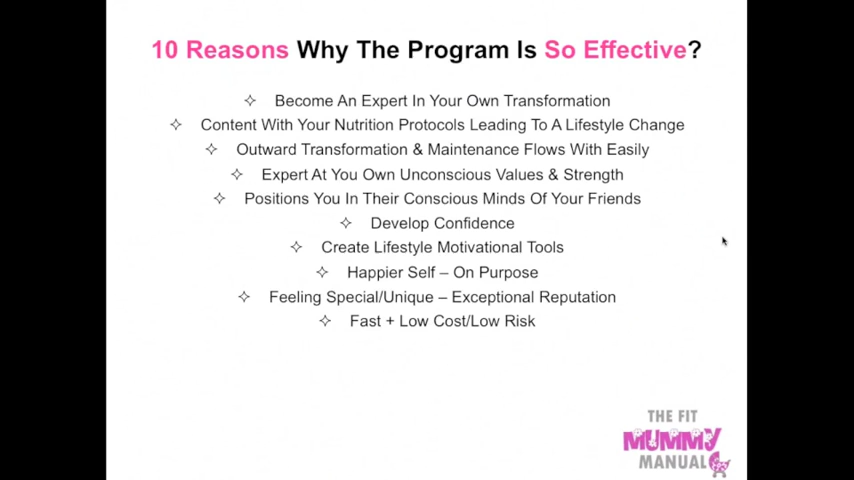 10 Reasons Why The Program Is So Effective?
Become An Expert In Your Own Transformation
Content With Your Nutrition Protocols Leading To A Lifestyle Change
Outward Transformation & Maintenance Flows With Easily
Expert At You Own Unconscious Values & Strength
Positions You In Their Conscious Minds Of Your Friends
Develop Confidence
Create Lifestyle Motivational Tools
Happier Self – On Purpose
Feeling Special/Unique – Exceptional Reputation
Fast + Low Cost/Low Risk
THE FIT
MUMMY
MANUAL